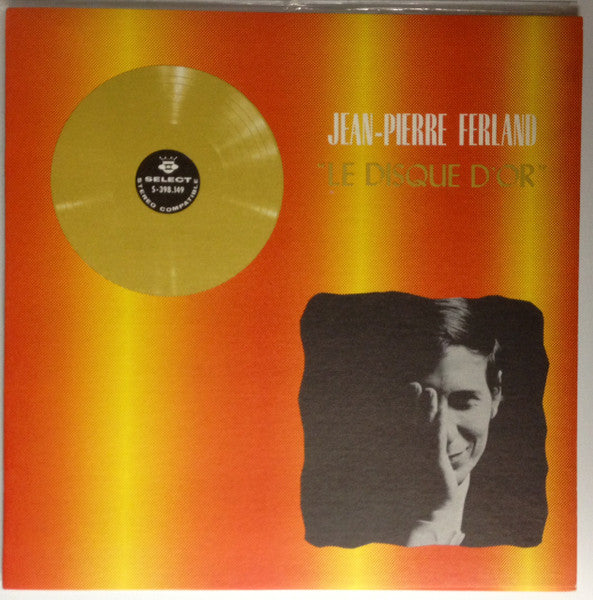 JEAN-PIERRE FERLAND
"LE DISQUE D'OR"
SELECT
S-398.149
STEREO COMPATIBLE